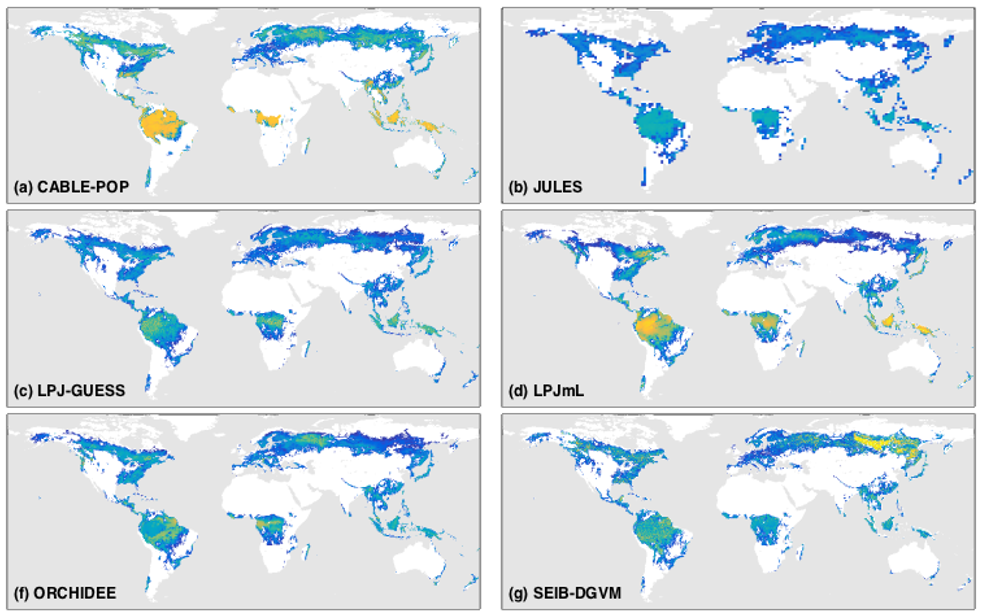 (a) CABLE-POP
(b) JULES
(c) LPJ-GUESS
(d) LPJmL
(f) ORCHIDEE
(g) SEIB-DGVM